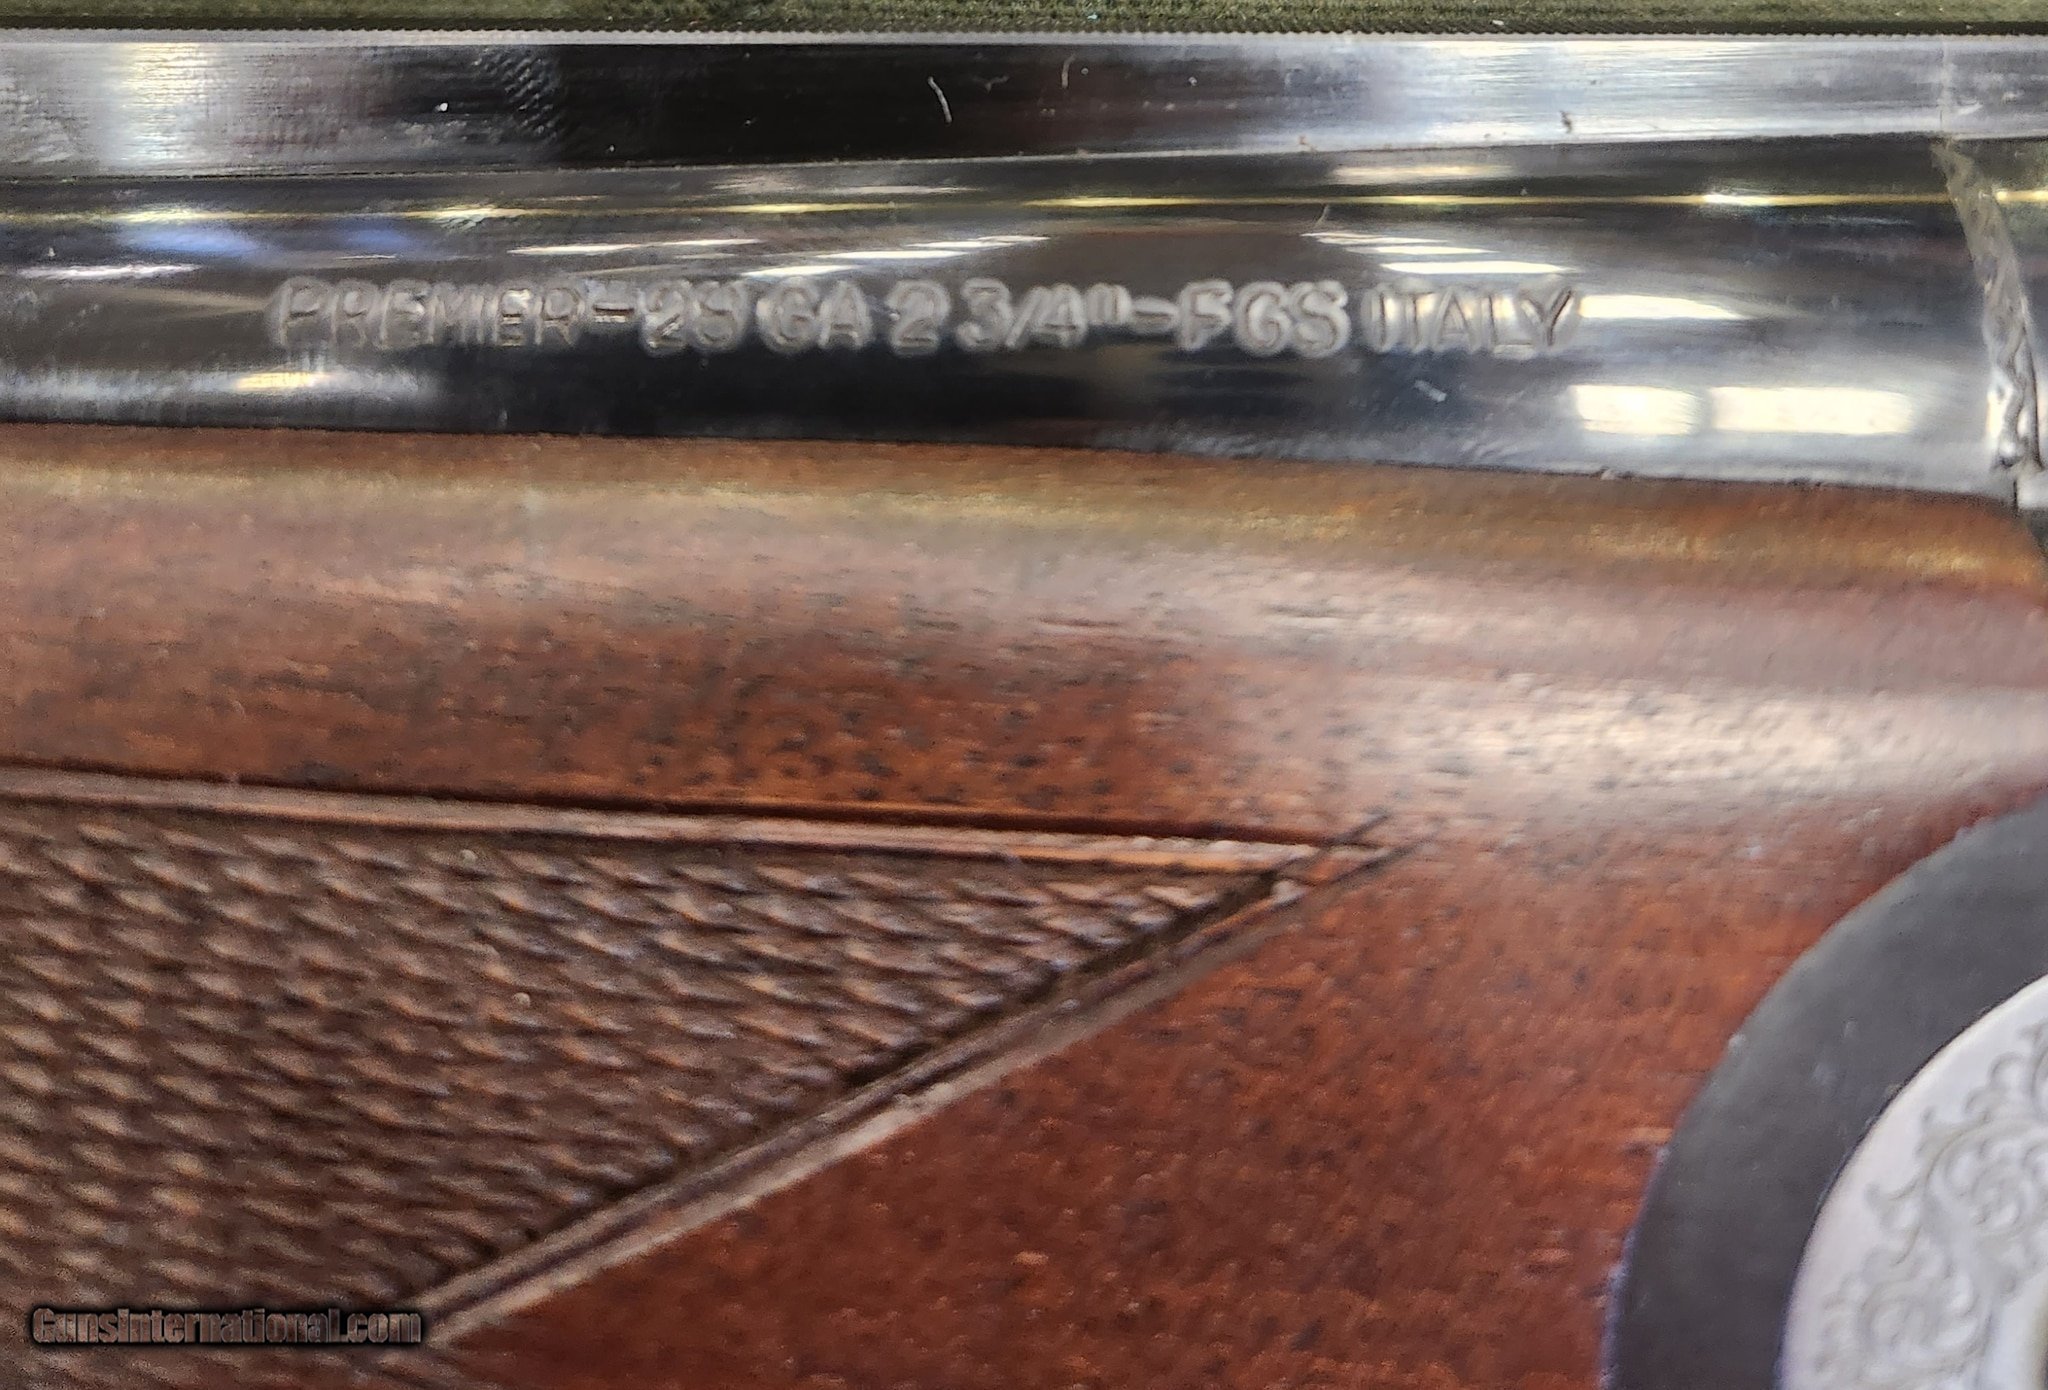 PREMIER-28 GA 2 3/4"-FGS ITALY
GunsInternational.com